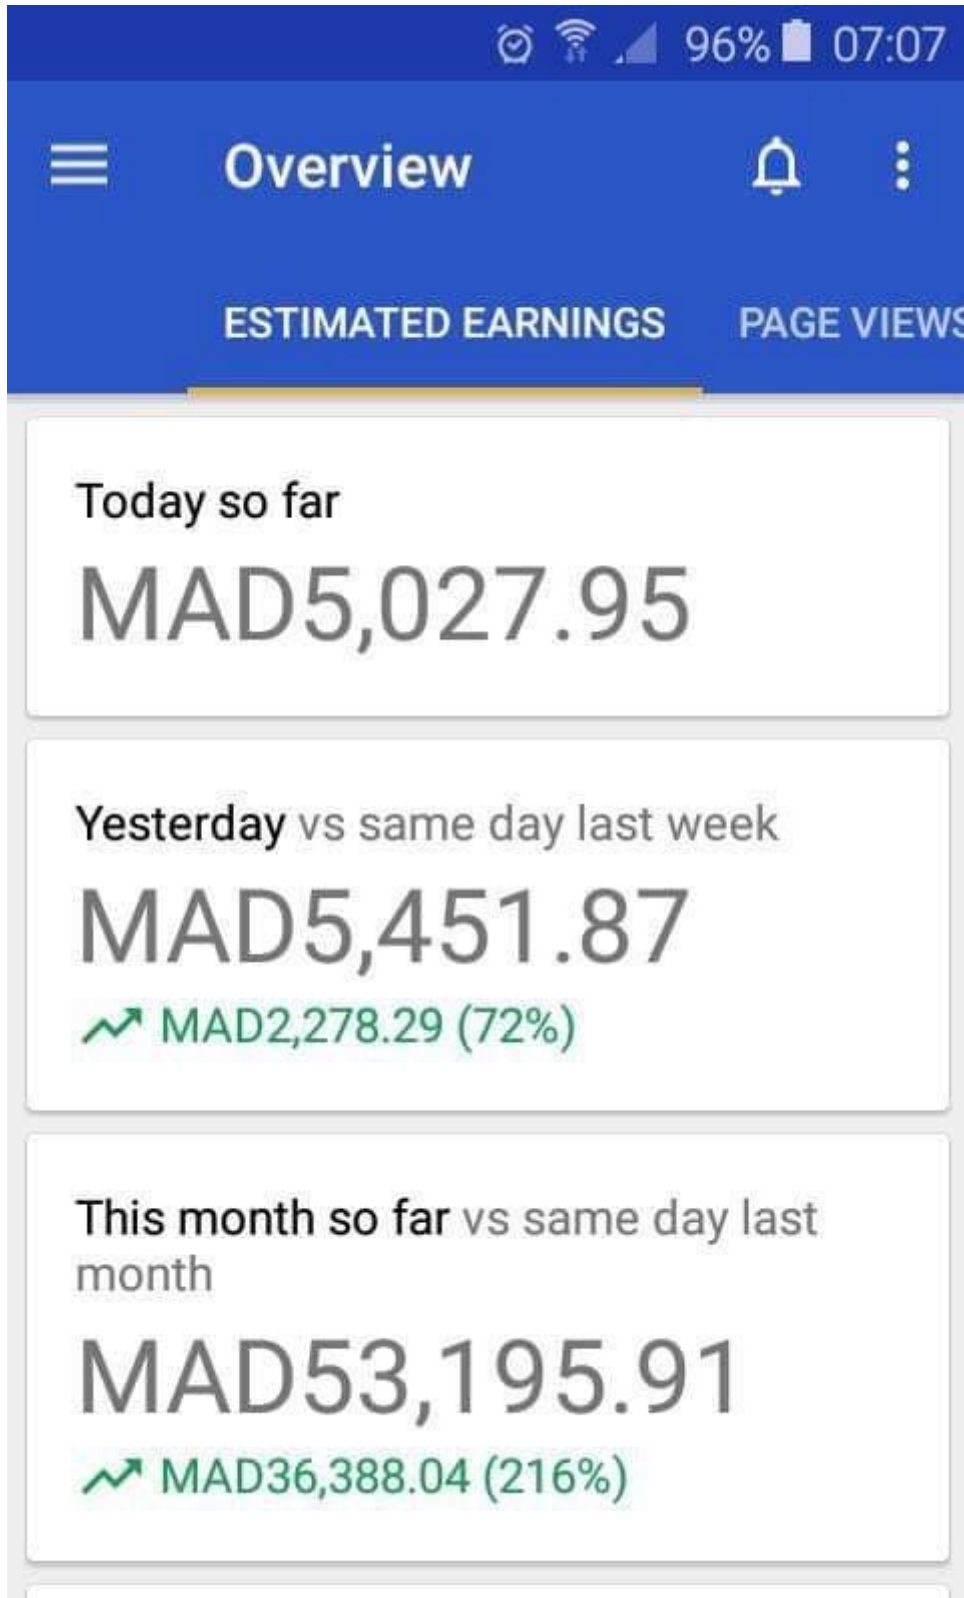 96% 07:07
Overview
ESTIMATED EARNINGS PAGE VIEWS
Today so far
MAD5,027.95
Yesterday vs same day last week
MAD5,451.87
MAD2,278.29 (72%)
This month so far vs same day last
month
MAD53,195.91
MAD36,388.04 (216%)